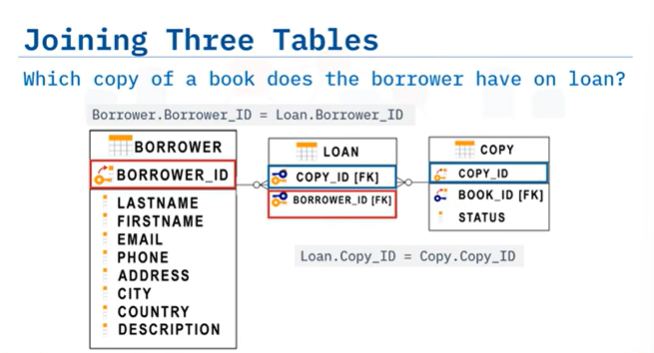 Joining Three Tables
Which copy of a book does the borrower have on loan?
Borrower.Borrower_ID = Loan.Borrower_ID
BORROWER
BORROWER_ID
LASTNAME
FIRSTNAME
EMAIL
PHONE
ADDRESS
CITY
COUNTRY
DESCRIPTION
LOAN
COPY_ID [FK]
BORROWER_ID [FK]
COPY
COPY_ID
BOOK_ID [FK]
STATUS
Loan.Copy_ID = Copy.Copy_ID